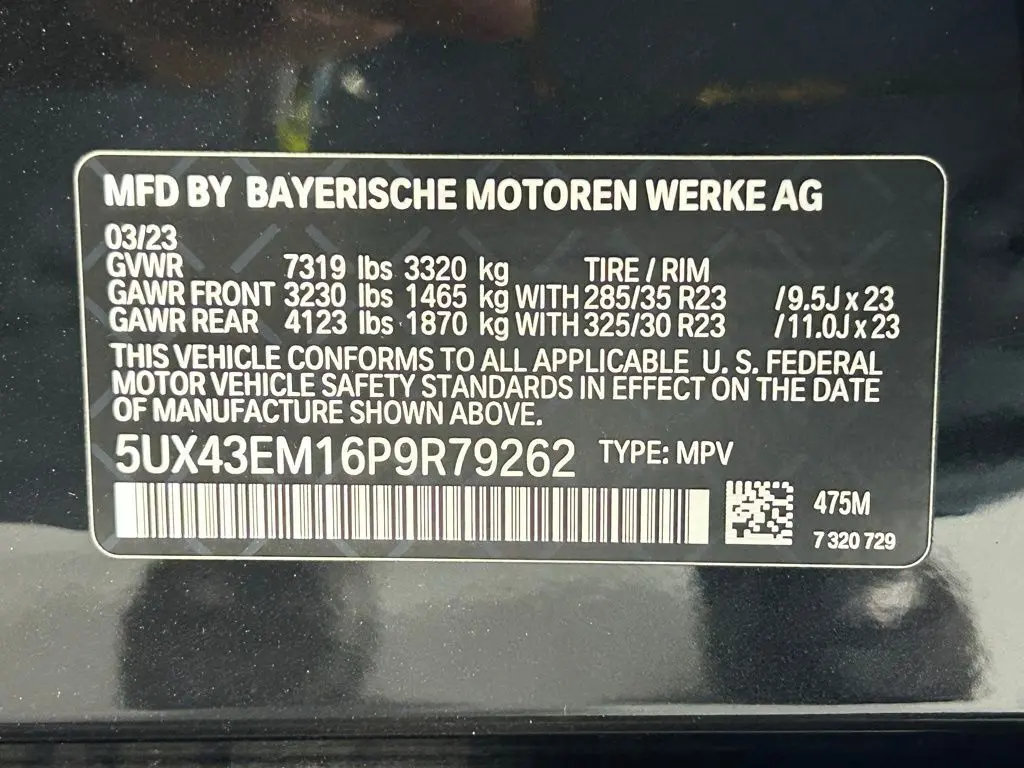 MFD BY BAYERISCHE MOTOREN WERKE AG
03/23
GVWR 7319 lbs 3320 kg TIRE / RIM
GAWR FRONT 3230 lbs 1465 kg WITH 285/35 R23 /9.5J x 23
GAWR REAR 4123 lbs 1870 kg WITH 325/30 R23 /11.0J x 23
THIS VEHICLE CONFORMS TO ALL APPLICABLE U. S. FEDERAL
MOTOR VEHICLE SAFETY STANDARDS IN EFFECT ON THE DATE
OF MANUFACTURE SHOWN ABOVE.
5UX43EM16P9R79262 TYPE: MPV
475M
7 320 729